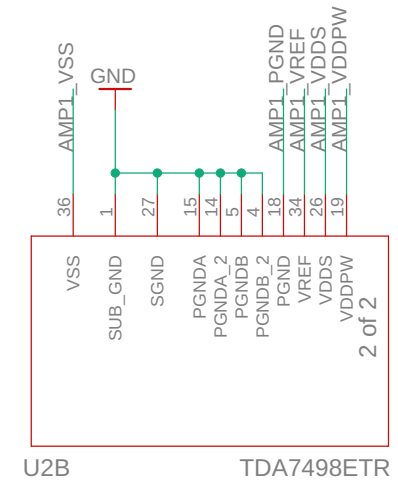 AMP1_VSS
GND
AMP1_PGND
AMP1_VREF
AMP1_VDDS
AMP1_VDDPW
36
1
27
15
14
5
4
18
34
26
19
VSS
SUB_GND
SGND
PGNDA
PGNDA_2
PGNDB
PGNDB_2
PGND
VREF
VDDS
VDDPW
2 of 2
U2B
TDA7498ETR